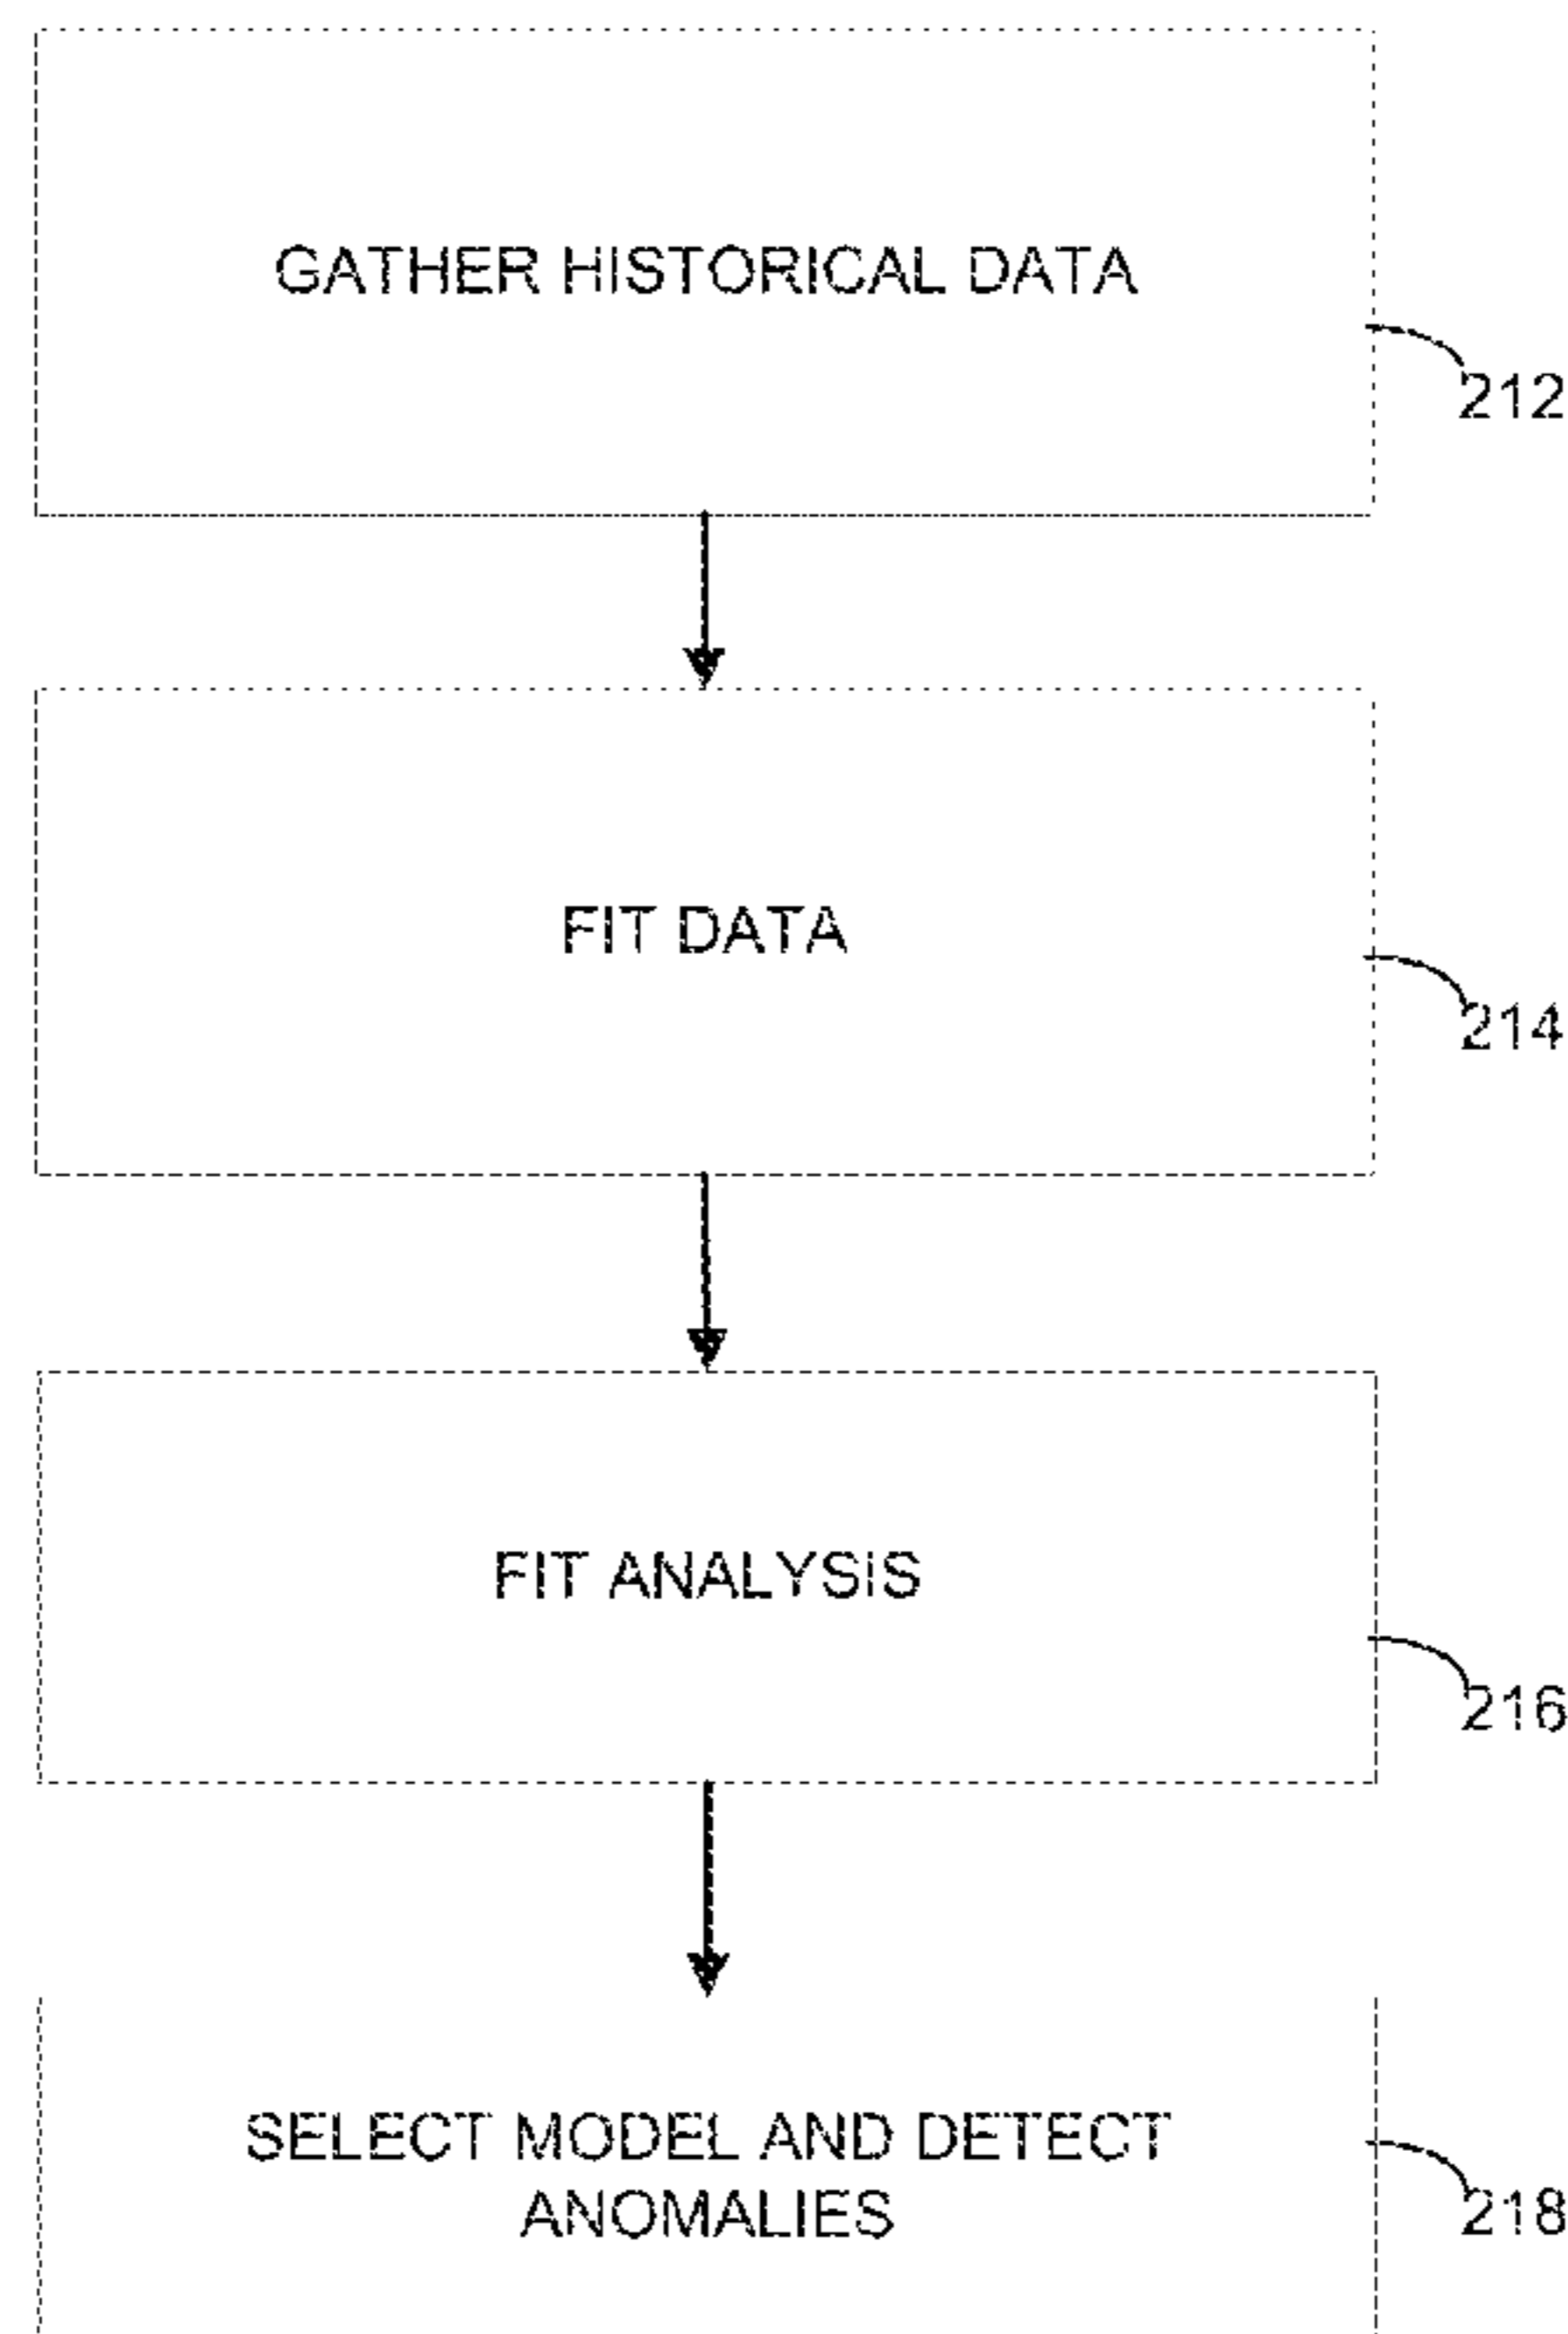 GATHER HISTORICAL DATA
212
FIT DATA
214
FIT ANALYSIS
216
SELECT MODEL AND DETECT
ANOMALIES
218